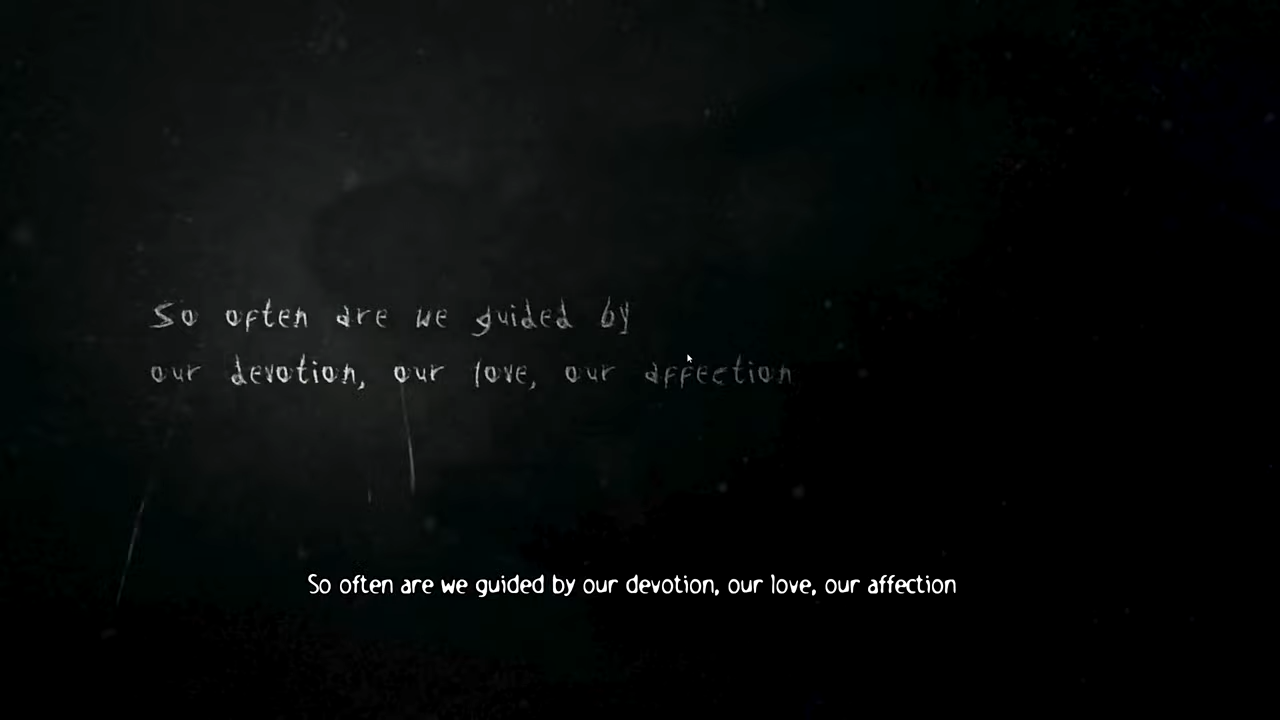 So often are we guided by
our devotion, our love, our affection
So often are we guided by our devotion, our love, our affection